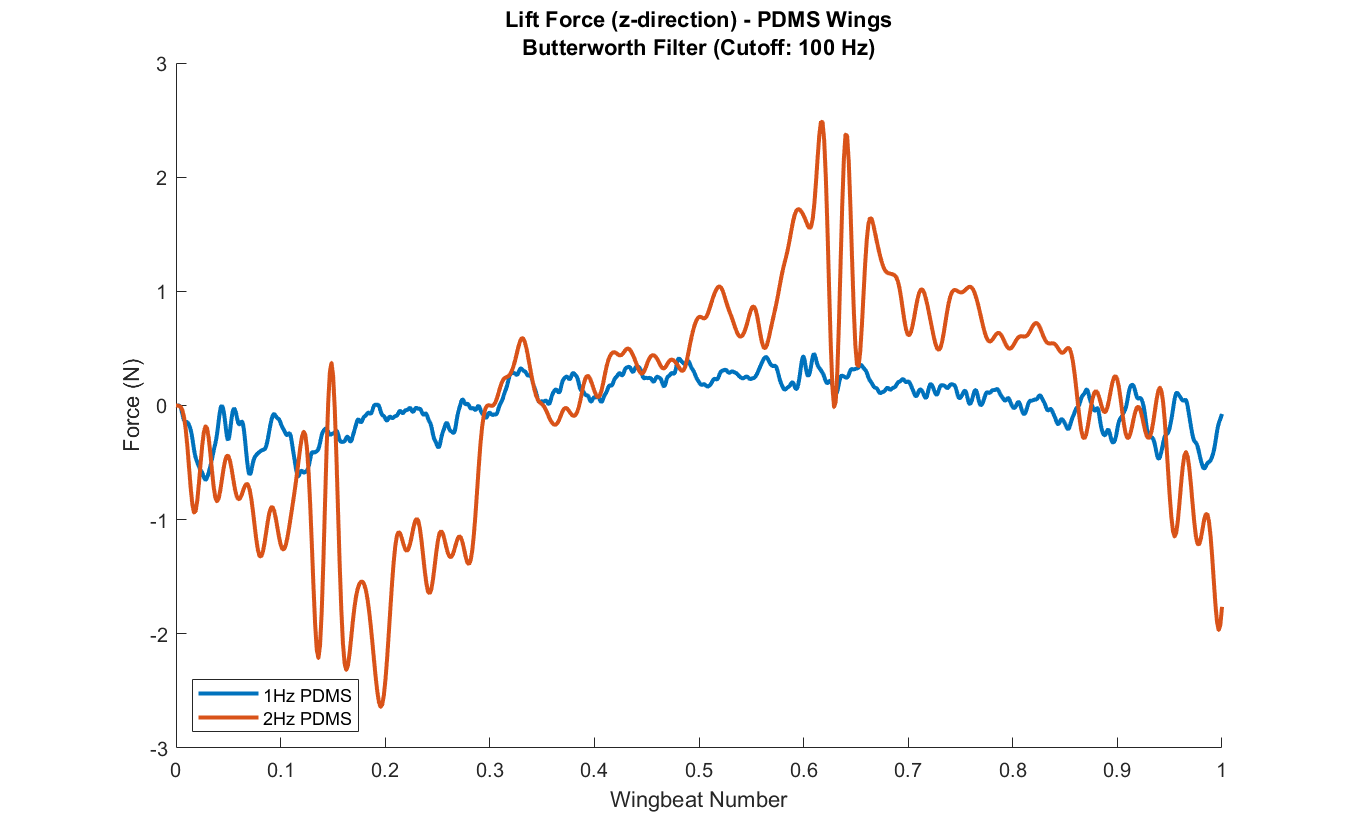 Lift Force (z-direction) - PDMS Wings
Butterworth Filter (Cutoff: 100 Hz)
3
2
1
0
-1
-2
-3
Force (N)
1Hz PDMS
2Hz PDMS
0 0.1 0.2 0.3 0.4 0.5 0.6 0.7 0.8 0.9 1
Wingbeat Number